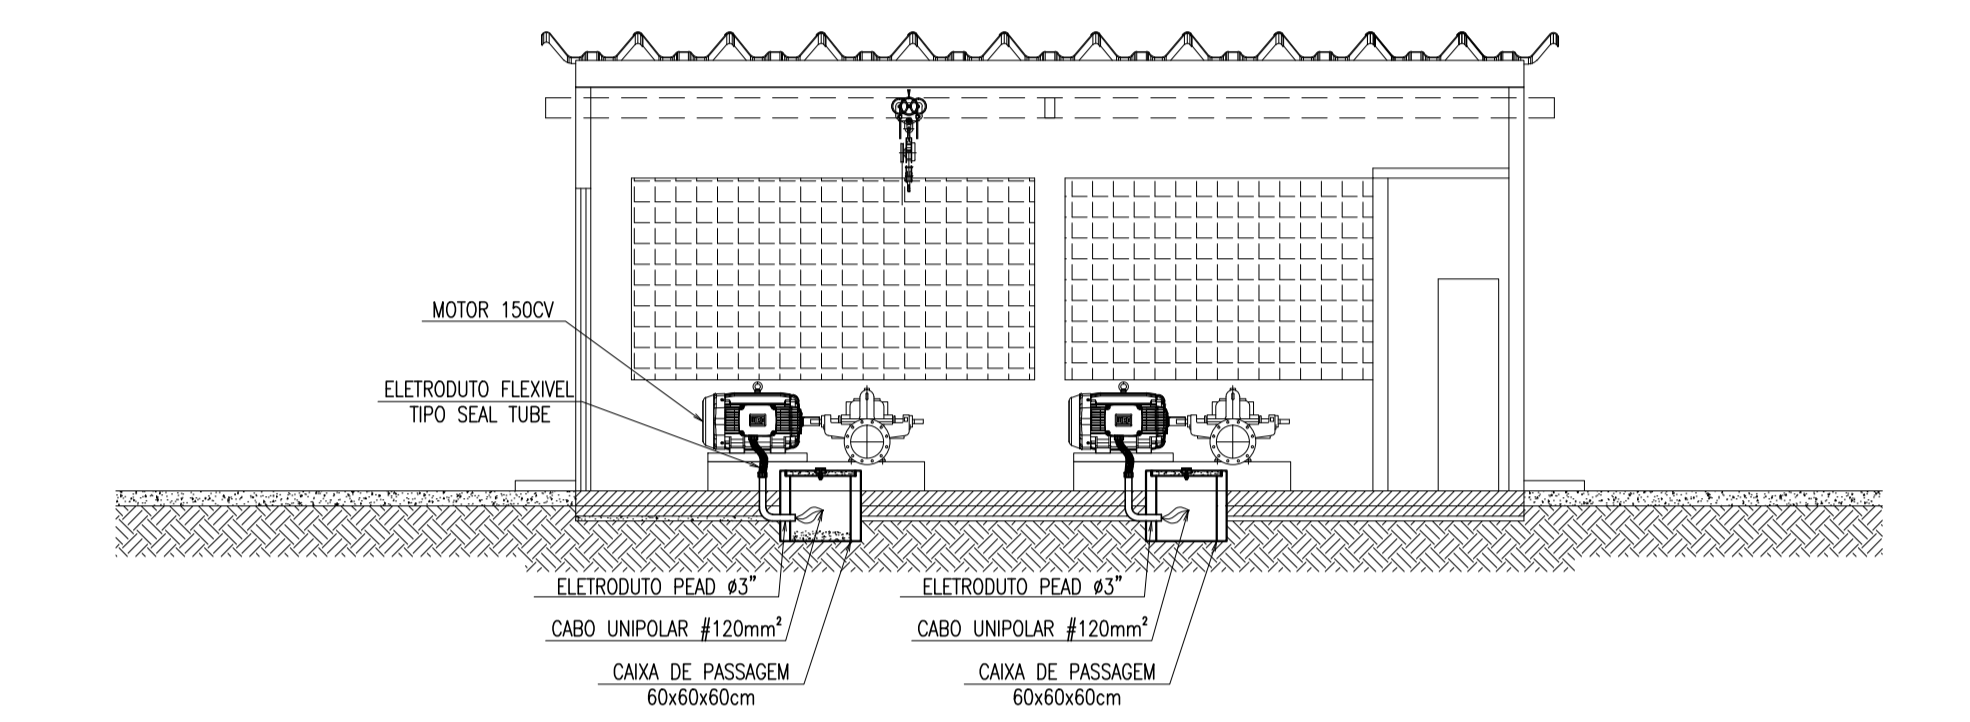 MOTOR 150CV
ELETRODUTO FLEXIVEL
TIPO SEAL TUBE
ELETRODUTO PEAD ø3"
CABO UNIPOLAR #120mm²
CAIXA DE PASSAGEM
60x60x60cm
ELETRODUTO PEAD ø3"
CABO UNIPOLAR #120mm²
CAIXA DE PASSAGEM
60x60x60cm